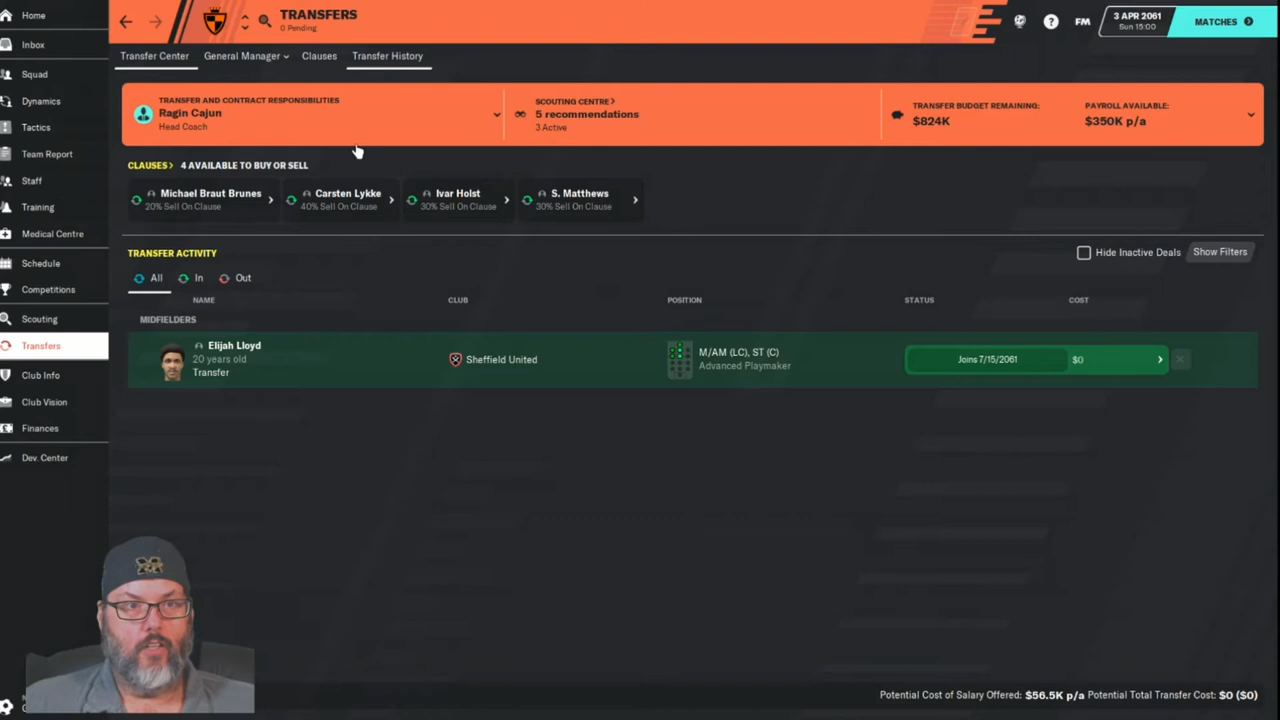 Home
Inbox
Squad
Dynamics
Tactics
Team Report
Staff
Training
Medical Centre
Schedule
Competitions
Scouting
Transfers
Club Info
Club Vision
Finances
Dev. Center
TRANSFERS
0 Pending
FM
3 APR 2061
Sun 15:00
MATCHES
Transfer Center
General Manager
Clauses
Transfer History
TRANSFER AND CONTRACT RESPONSIBILITIES
Ragin Cajun
Head Coach
SCOUTING CENTRE >
5 recommendations
3 Active
TRANSFER BUDGET REMAINING:
$824K
PAYROLL AVAILABLE:
$350K p/a
CLAUSES > 4 AVAILABLE TO BUY OR SELL
Michael Braut Brunes
20% Sell On Clause
Carsten Lykke
40% Sell On Clause
Ivar Holst
30% Sell On Clause
S. Matthews
30% Sell On Clause
TRANSFER ACTIVITY
Hide Inactive Deals
Show Filters
All
In
Out
NAME
CLUB
POSITION
STATUS
COST
MIDFIELDERS
Elijah Lloyd
20 years old
Transfer
Sheffield United
M/AM (LC), ST (C)
Advanced Playmaker
Joins 7/15/2061
$0
Potential Cost of Salary Offered: $56.5K p/a Potential Total Transfer Cost: $0 ($0)